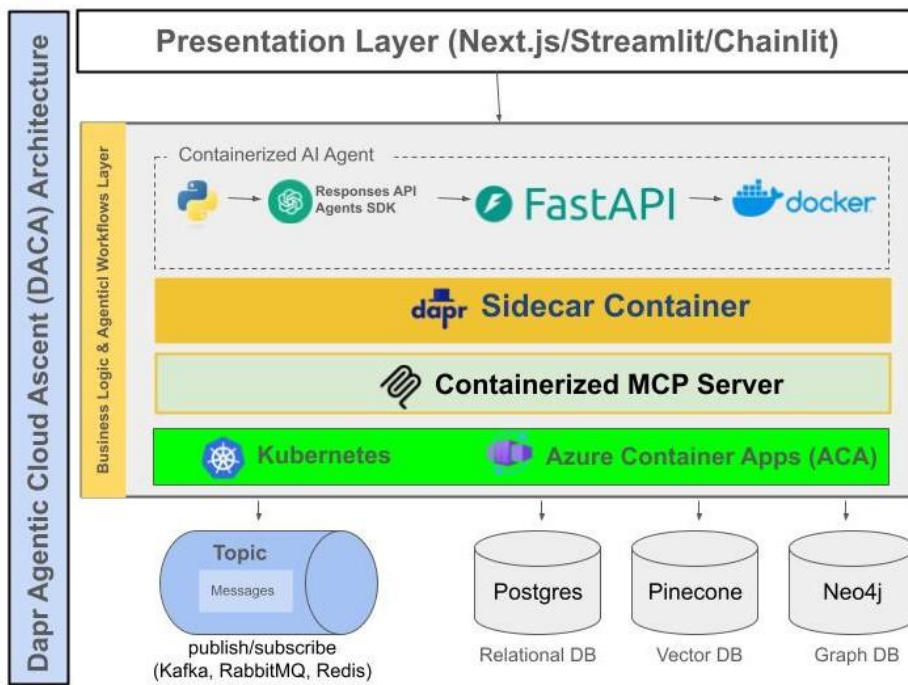 Dapr Agentic Cloud Ascent (DACA) Architecture
Presentation Layer (Next.js/Streamlit/Chainlit)
Business Logic & Agenticl Workflows Layer
Containerized AI Agent
Responses API
Agents SDK
FastAPI
docker
dapr Sidecar Container
Containerized MCP Server
Kubernetes
Azure Container Apps (ACA)
Topic
Messages
publish/subscribe
(Kafka, RabbitMQ, Redis)
Postgres
Relational DB
Pinecone
Vector DB
Neo4j
Graph DB